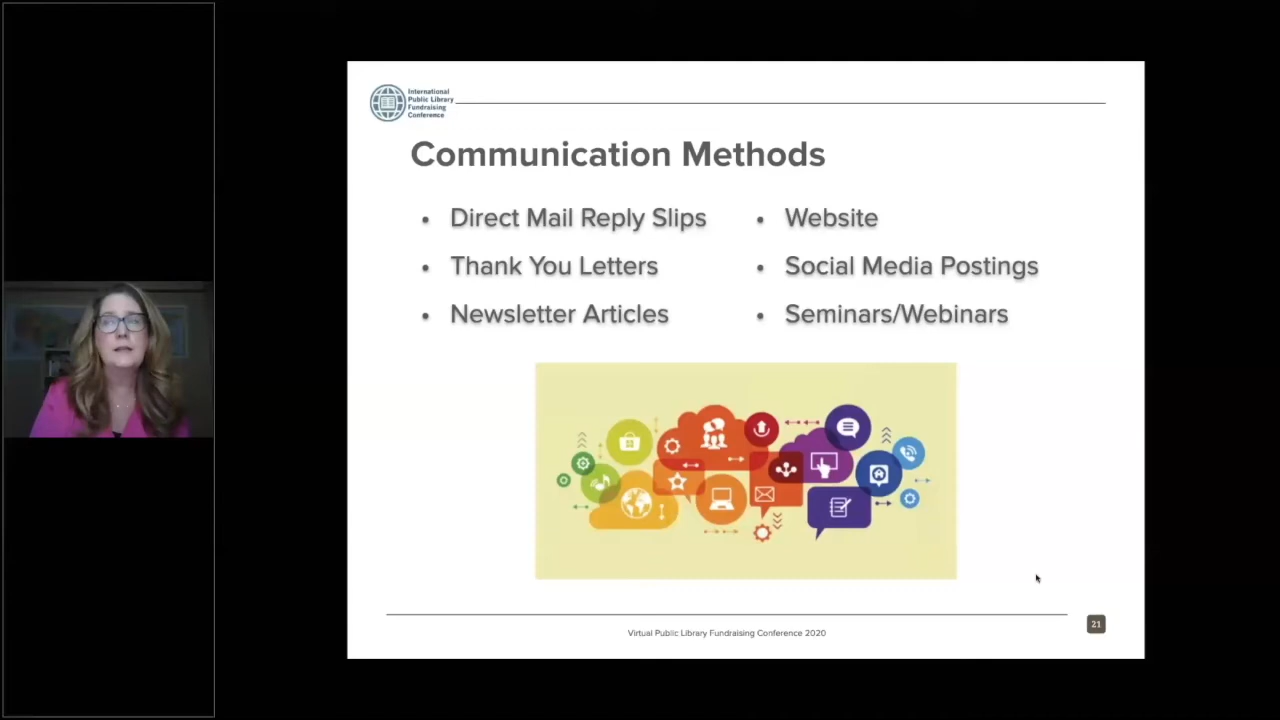 International
Public Library
Fundraising
Conference
Communication Methods
• Direct Mail Reply Slips
• Thank You Letters
• Newsletter Articles
• Website
• Social Media Postings
• Seminars/Webinars
Virtual Public Library Fundraising Conference 2020
21